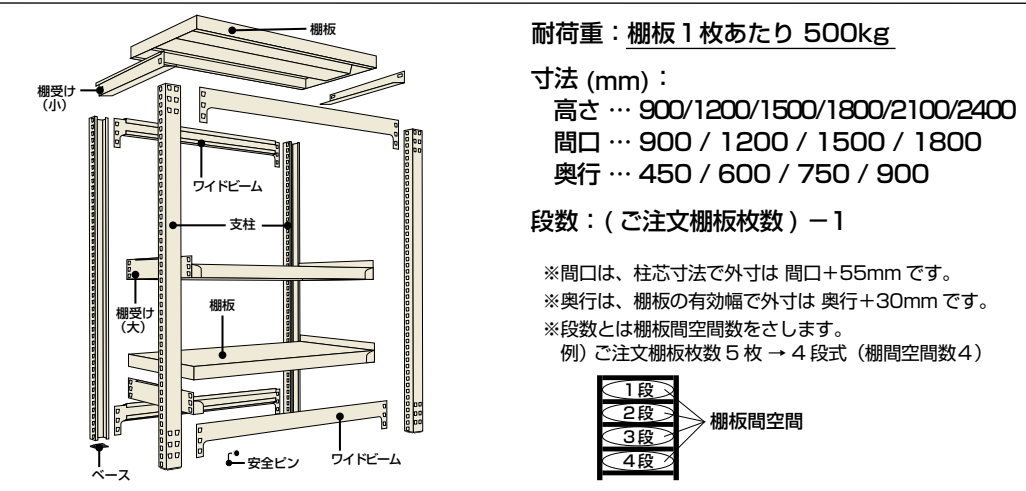 棚板
棚受け
（小）
ワイドビーム
支柱
棚受け
（大）
棚板
ベース
安全ピン
ワイドビーム
耐荷重：棚板１枚あたり 500kg
寸法 (mm)：
高さ … 900/1200/1500/1800/2100/2400
間口 … 900 / 1200 / 1500 / 1800
奥行 … 450 / 600 / 750 / 900
段数：( ご注文棚板枚数 ) －1
※間口は、柱芯寸法で外寸は 間口＋55mm です。
※奥行は、棚板の有効幅で外寸は 奥行＋30mm です。
※段数とは棚板間空間数をさします。
例) ご注文棚板枚数５枚 → ４段式（棚間空間数４）
１段
２段
３段
４段
棚板間空間